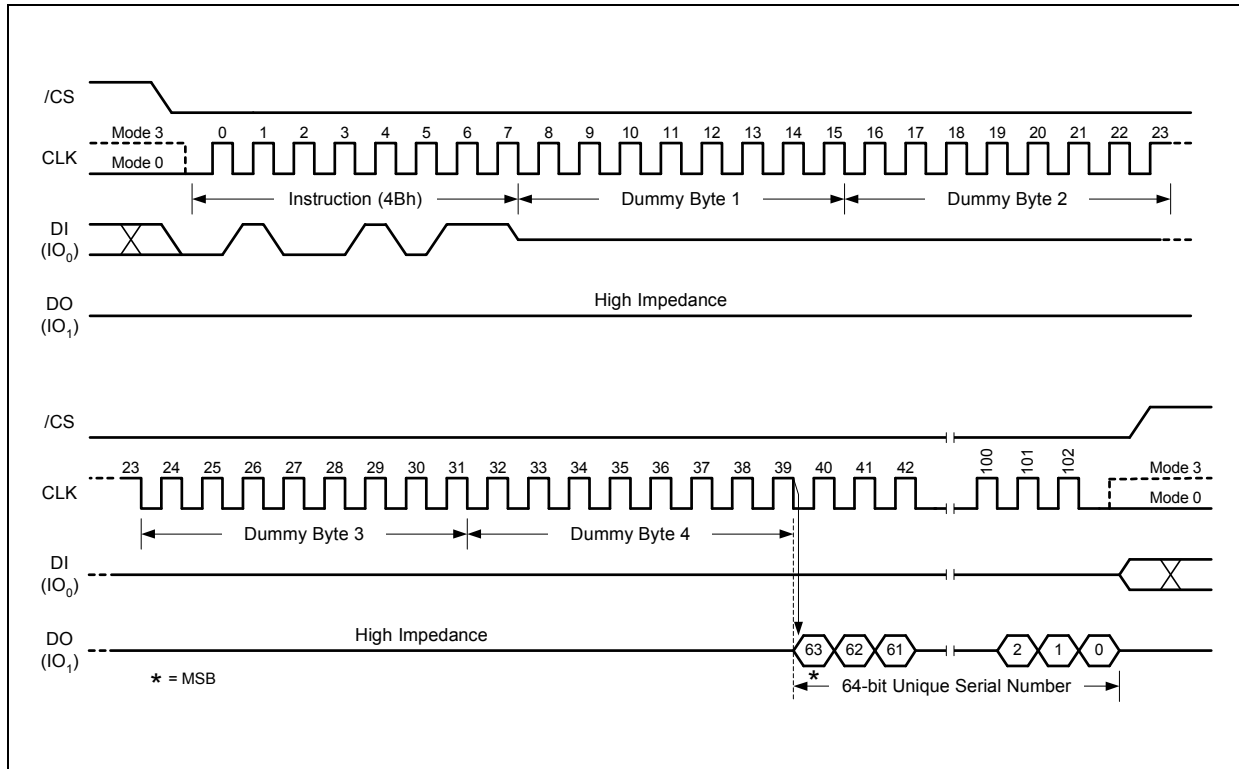 /CS
Mode 3 0 1 2 3 4 5 6 7 8 9 10 11 12 13 14 15 16 17 18 19 20 21 22 23
CLK
Mode 0
Instruction (4Bh) Dummy Byte 1 Dummy Byte 2
DI
(IO0)
High Impedance
DO
(IO1)
/CS
23 24 25 26 27 28 29 30 31 32 33 34 35 36 37 38 39 40 41 42 100 101 102 Mode 3
CLK
Mode 0
Dummy Byte 3 Dummy Byte 4
DI
(IO0)
High Impedance
DO
(IO1)
63 62 61 2 1 0
* = MSB
*
64-bit Unique Serial Number